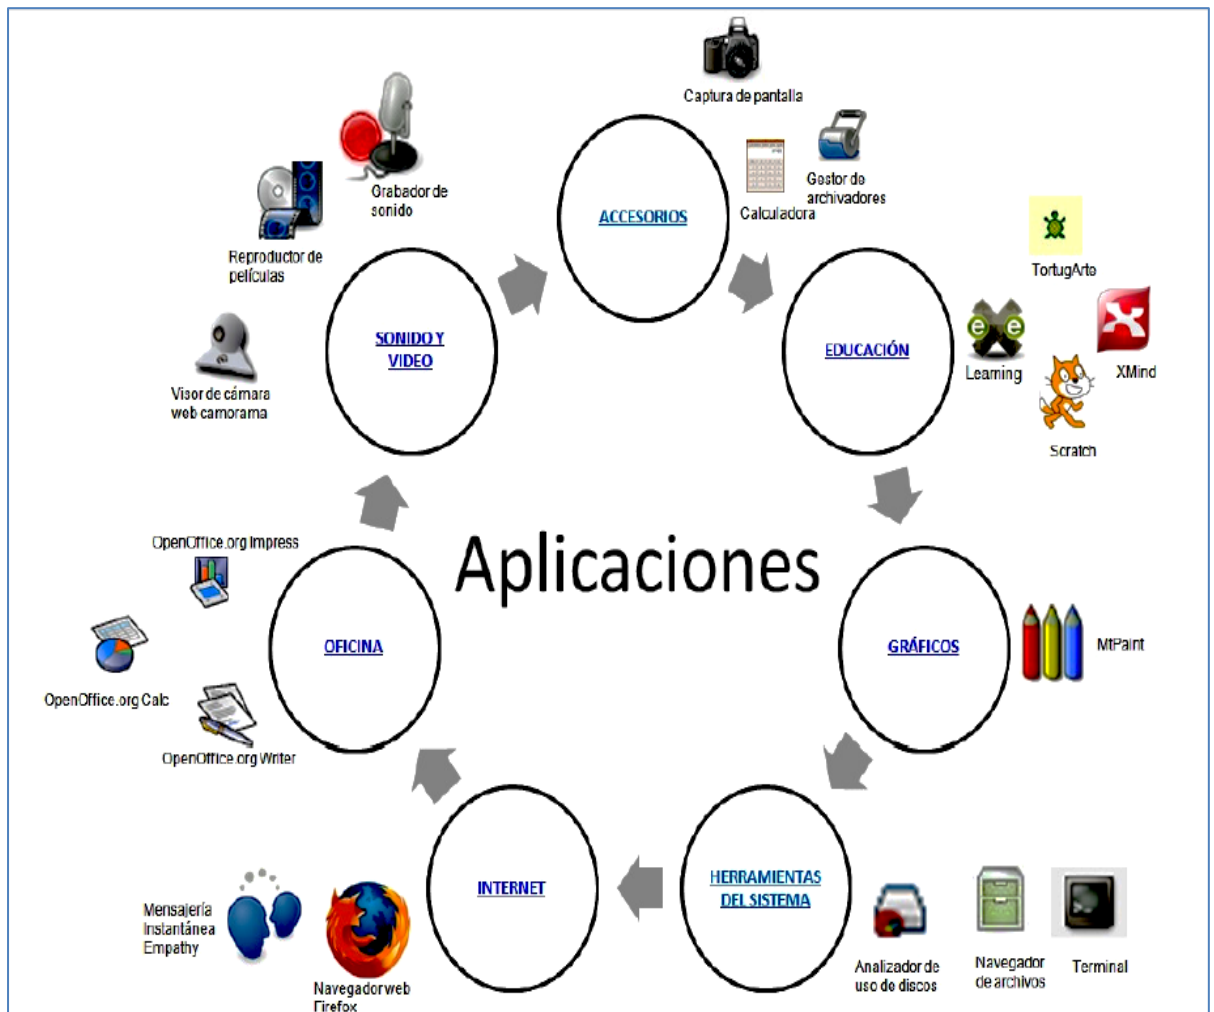 Captura de pantalla
Grabador de
sonido
Gestor de
archivadores
Calculadora
ACCESORIOS
Reproductor de
películas
TortugArte
SONIDO Y
VIDEO
EDUCACIÓN
Learning
XMind
Visor de cámara
web camorama
Scratch
OpenOffice.org Impress
Aplicaciones
OFICINA
GRÁFICOS
MtPaint
OpenOffice.org Calc
OpenOffice.org Writer
HERRAMIENTAS
DEL SISTEMA
INTERNET
Mensajería
Instantánea
Empathy
Analizador de
uso de discos
Navegador
de archivos
Terminal
Navegador web
Firefox